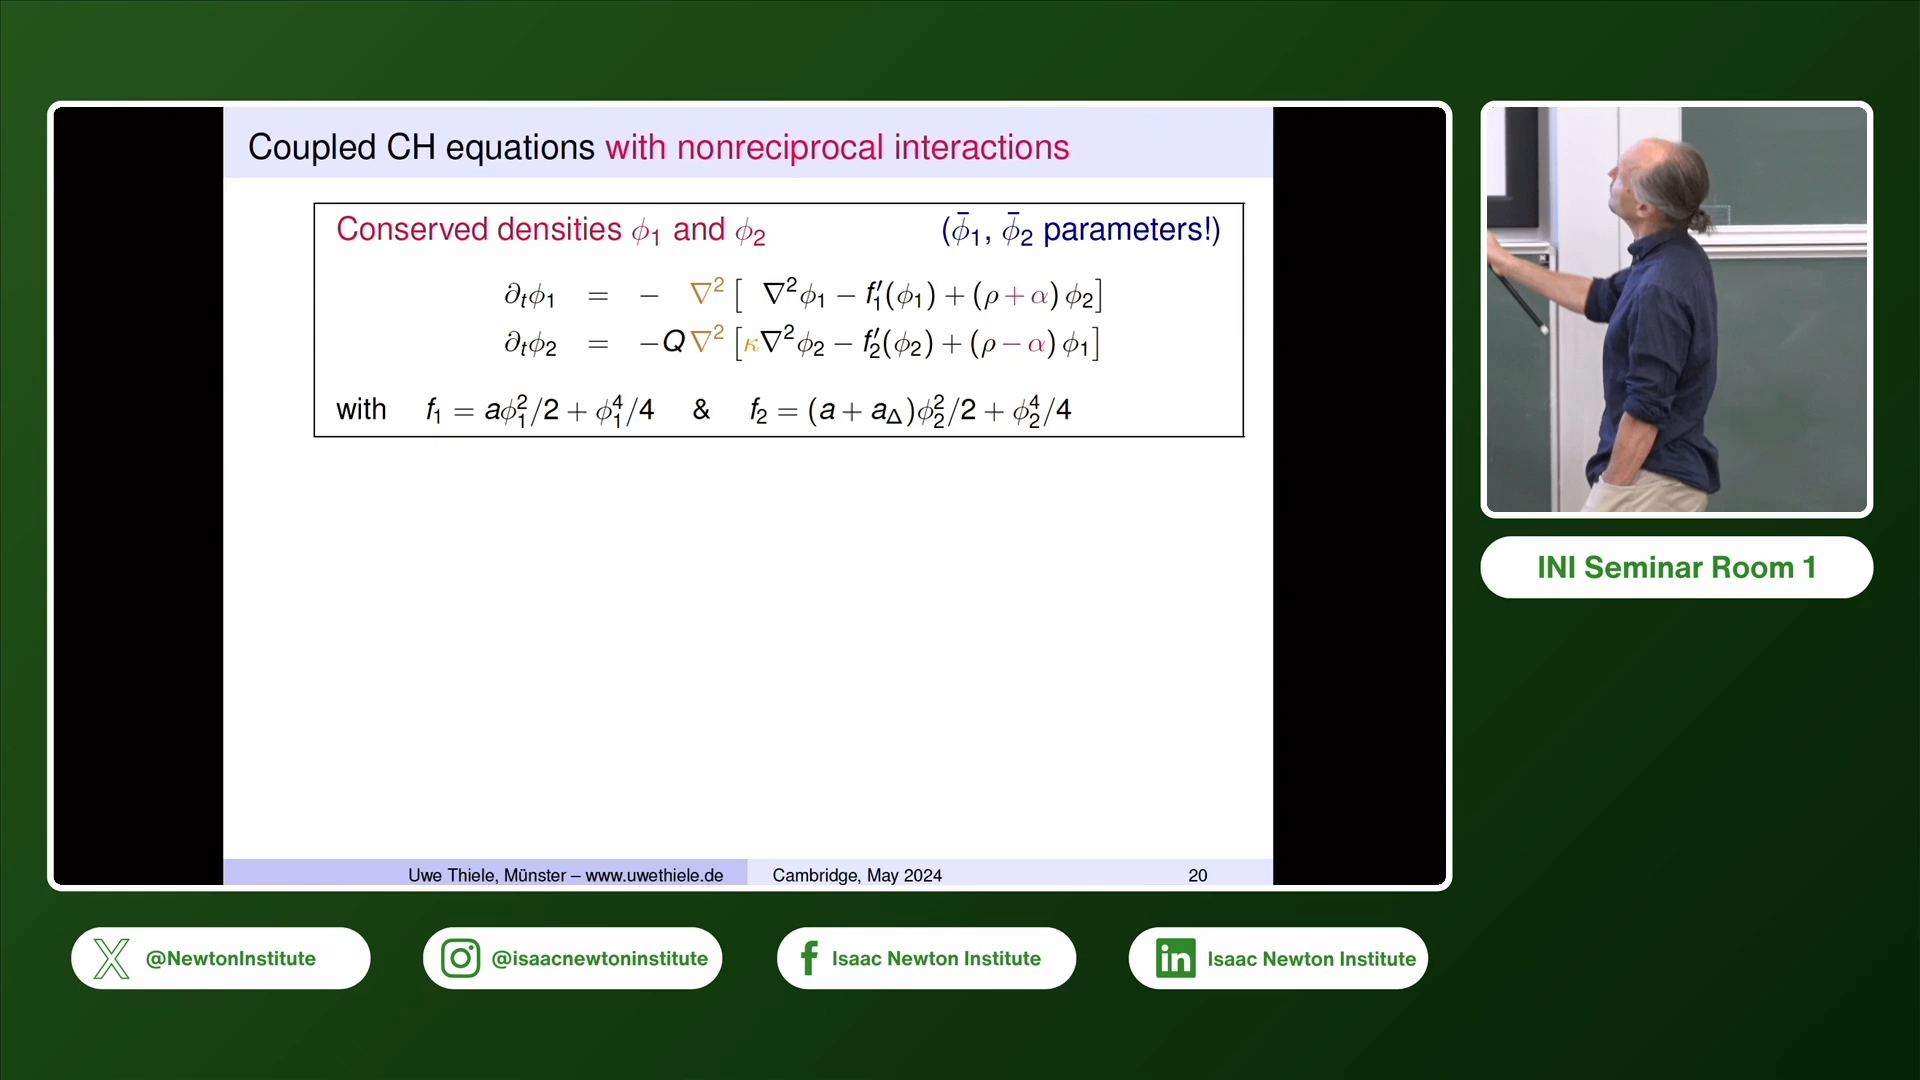 Coupled CH equations with nonreciprocal interactions
Conserved densities ϕ₁ and ϕ₂ (ϕ̄₁, ϕ̄₂ parameters!)
∂ₜϕ₁ = − ∇² [ ∇²ϕ₁ − f₁′(ϕ₁) + (ρ + α) ϕ₂]
∂ₜϕ₂ = −Q ∇² [κ∇²ϕ₂ − f₂′(ϕ₂) + (ρ − α) ϕ₁]
with f₁ = aϕ₁²/2 + ϕ₁⁴/4 & f₂ = (a + a_Δ)ϕ₂²/2 + ϕ₂⁴/4
Uwe Thiele, Münster – www.uwethiele.de Cambridge, May 2024 20
INI Seminar Room 1
@NewtonInstitute
@isaacnewtoninstitute
Isaac Newton Institute
Isaac Newton Institute